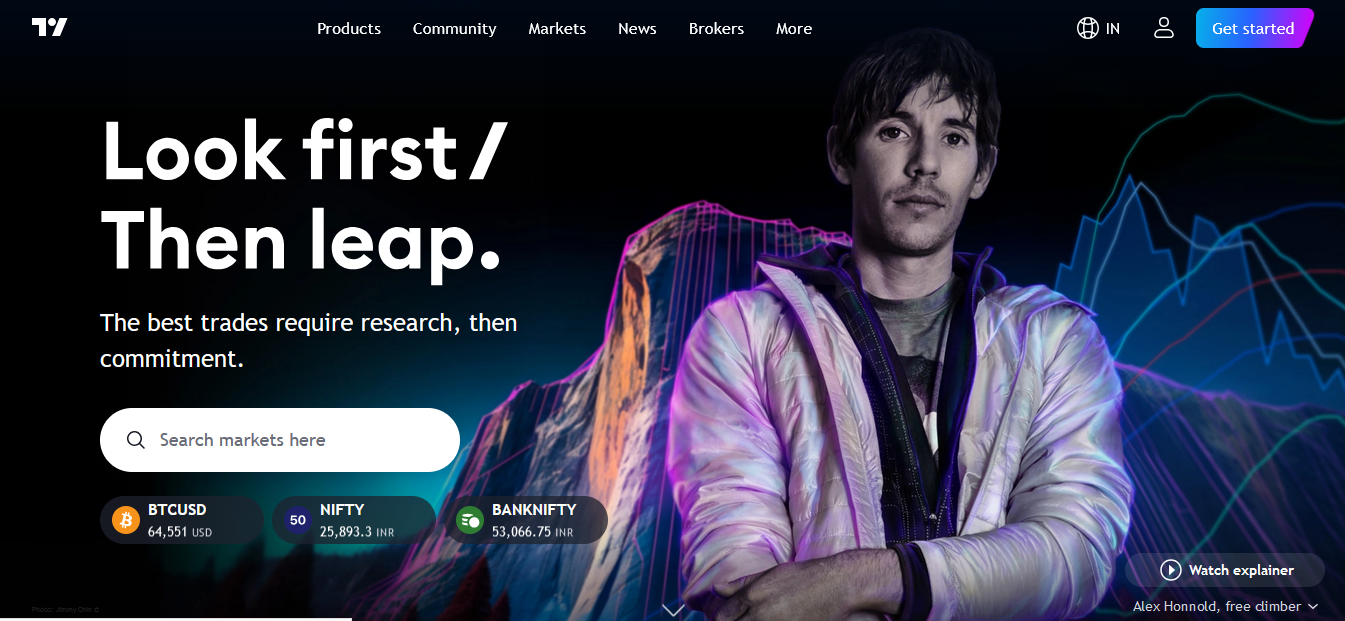 Products Community Markets News Brokers More IN Get started
Look first /
Then leap.
The best trades require research, then
commitment.
Search markets here
BTCUSD
64,551 USD
50
NIFTY
25,893.3 INR
BANKNIFTY
53,066.75 INR
Watch explainer
Photo: Jimmy Chin ©
Alex Honnold, free climber